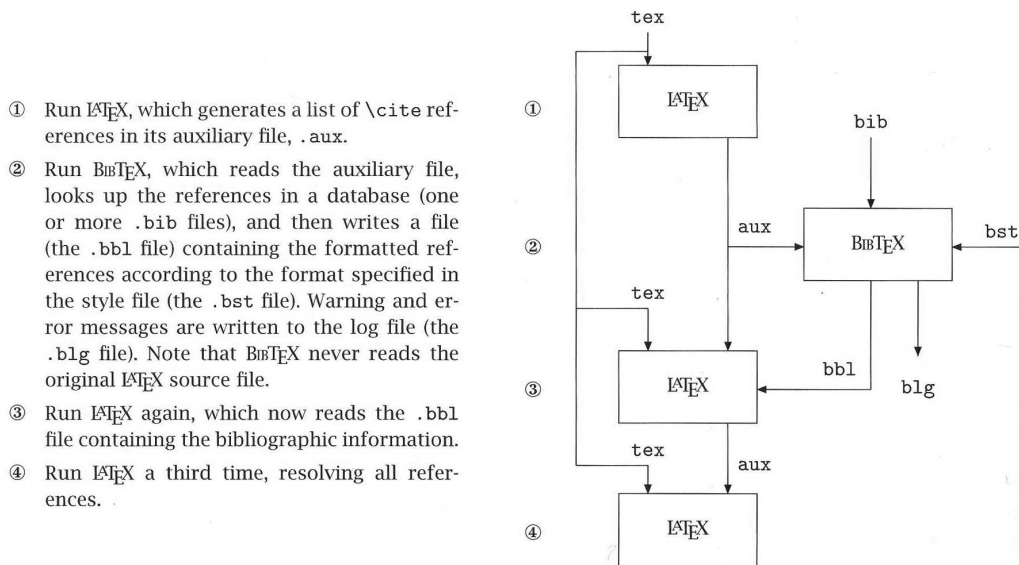 ① Run LATEX, which generates a list of \cite ref-
erences in its auxiliary file, .aux.
② Run BIBTEX, which reads the auxiliary file,
looks up the references in a database (one
or more .bib files), and then writes a file
(the .bbl file) containing the formatted ref-
erences according to the format specified in
the style file (the .bst file). Warning and er-
ror messages are written to the log file (the
.blg file). Note that BIBTEX never reads the
original LATEX source file.
③ Run LATEX again, which now reads the .bbl
file containing the bibliographic information.
④ Run LATEX a third time, resolving all refer-
ences.
tex
① LATEX
bib
aux
② BIBTEX
bst
tex
③ LATEX
bbl
blg
tex
aux
④ LATEX